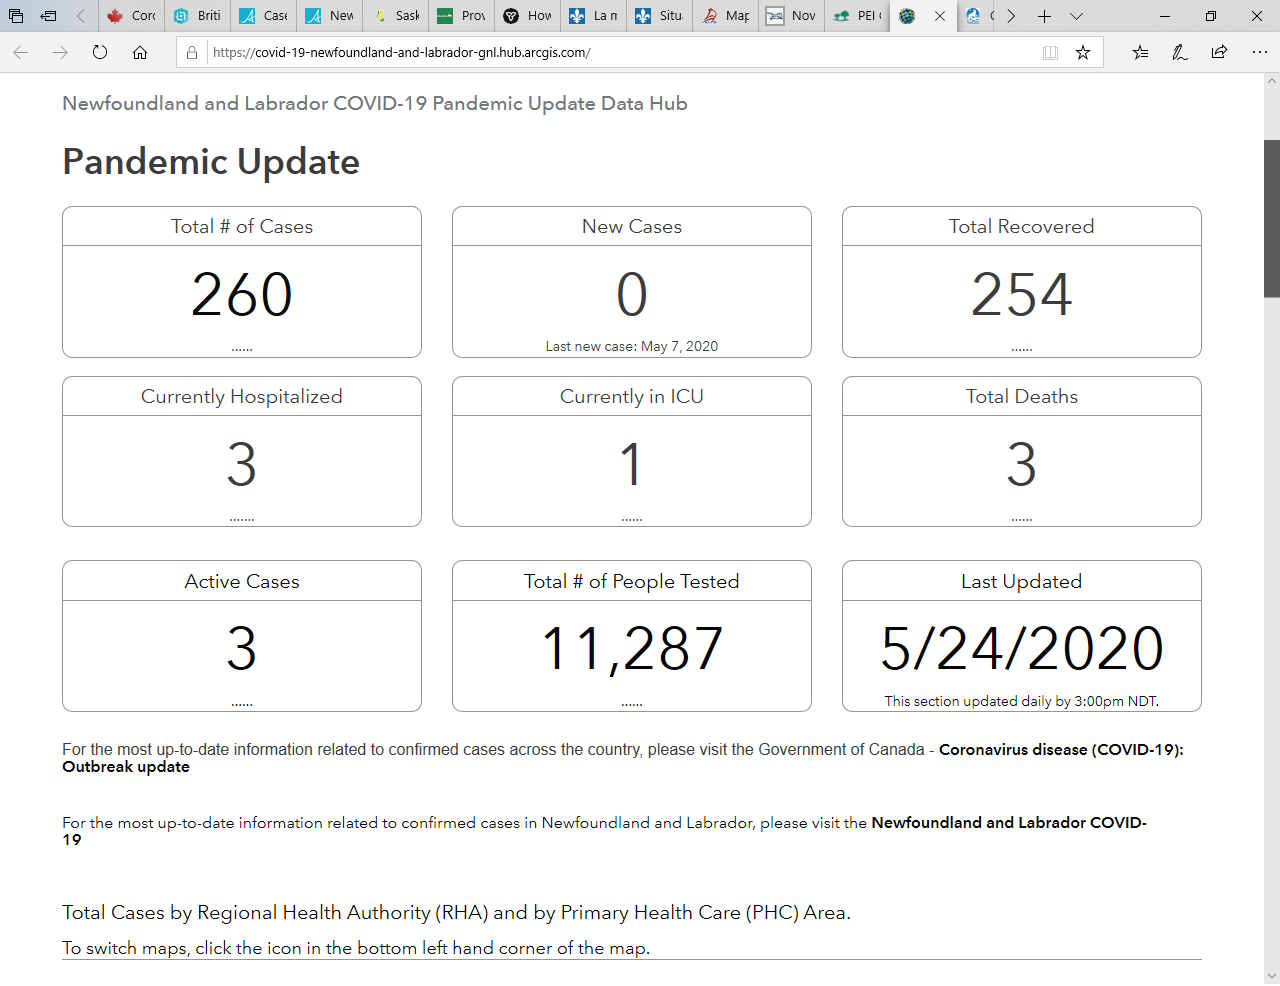 Corc
Briti
Case
New
Sask
Prov
How
La n
Situ
Map
Nov
PEI
https://covid-19-newfoundland-and-labrador-gnl.hub.arcgis.com/
Newfoundland and Labrador COVID-19 Pandemic Update Data Hub
Pandemic Update
Total # of Cases
260
......
New Cases
0
Last new case: May 7, 2020
Total Recovered
254
......
Currently Hospitalized
3
.......
Currently in ICU
1
......
Total Deaths
3
......
Active Cases
3
......
Total # of People Tested
11,287
......
Last Updated
5/24/2020
This section updated daily by 3:00pm NDT.
For the most up-to-date information related to confirmed cases across the country, please visit the Government of Canada - Coronavirus disease (COVID-19):
Outbreak update
For the most up-to-date information related to confirmed cases in Newfoundland and Labrador, please visit the Newfoundland and Labrador COVID-
19
Total Cases by Regional Health Authority (RHA) and by Primary Health Care (PHC) Area.
To switch maps, click the icon in the bottom left hand corner of the map.